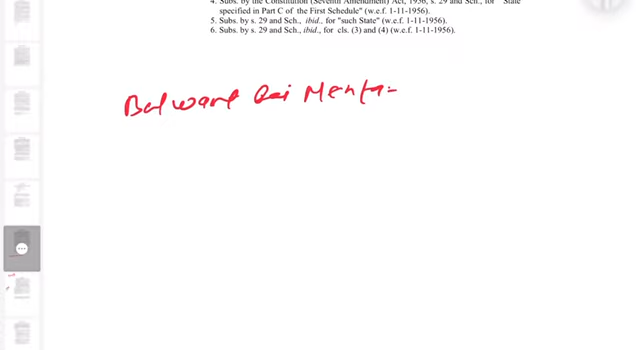 4. Subs. by the Constitution (Seventh Amendment) Act, 1956, s. 29 and Sch., for "State
specified in Part C of the First Schedule" (w.e.f. 1-11-1956).
5. Subs. by s. 29 and Sch., ibid., for "such State" (w.e.f. 1-11-1956).
6. Subs. by s. 29 and Sch., ibid., for cls. (3) and (4) (w.e.f. 1-11-1956).
Balwant Rai Mehta-